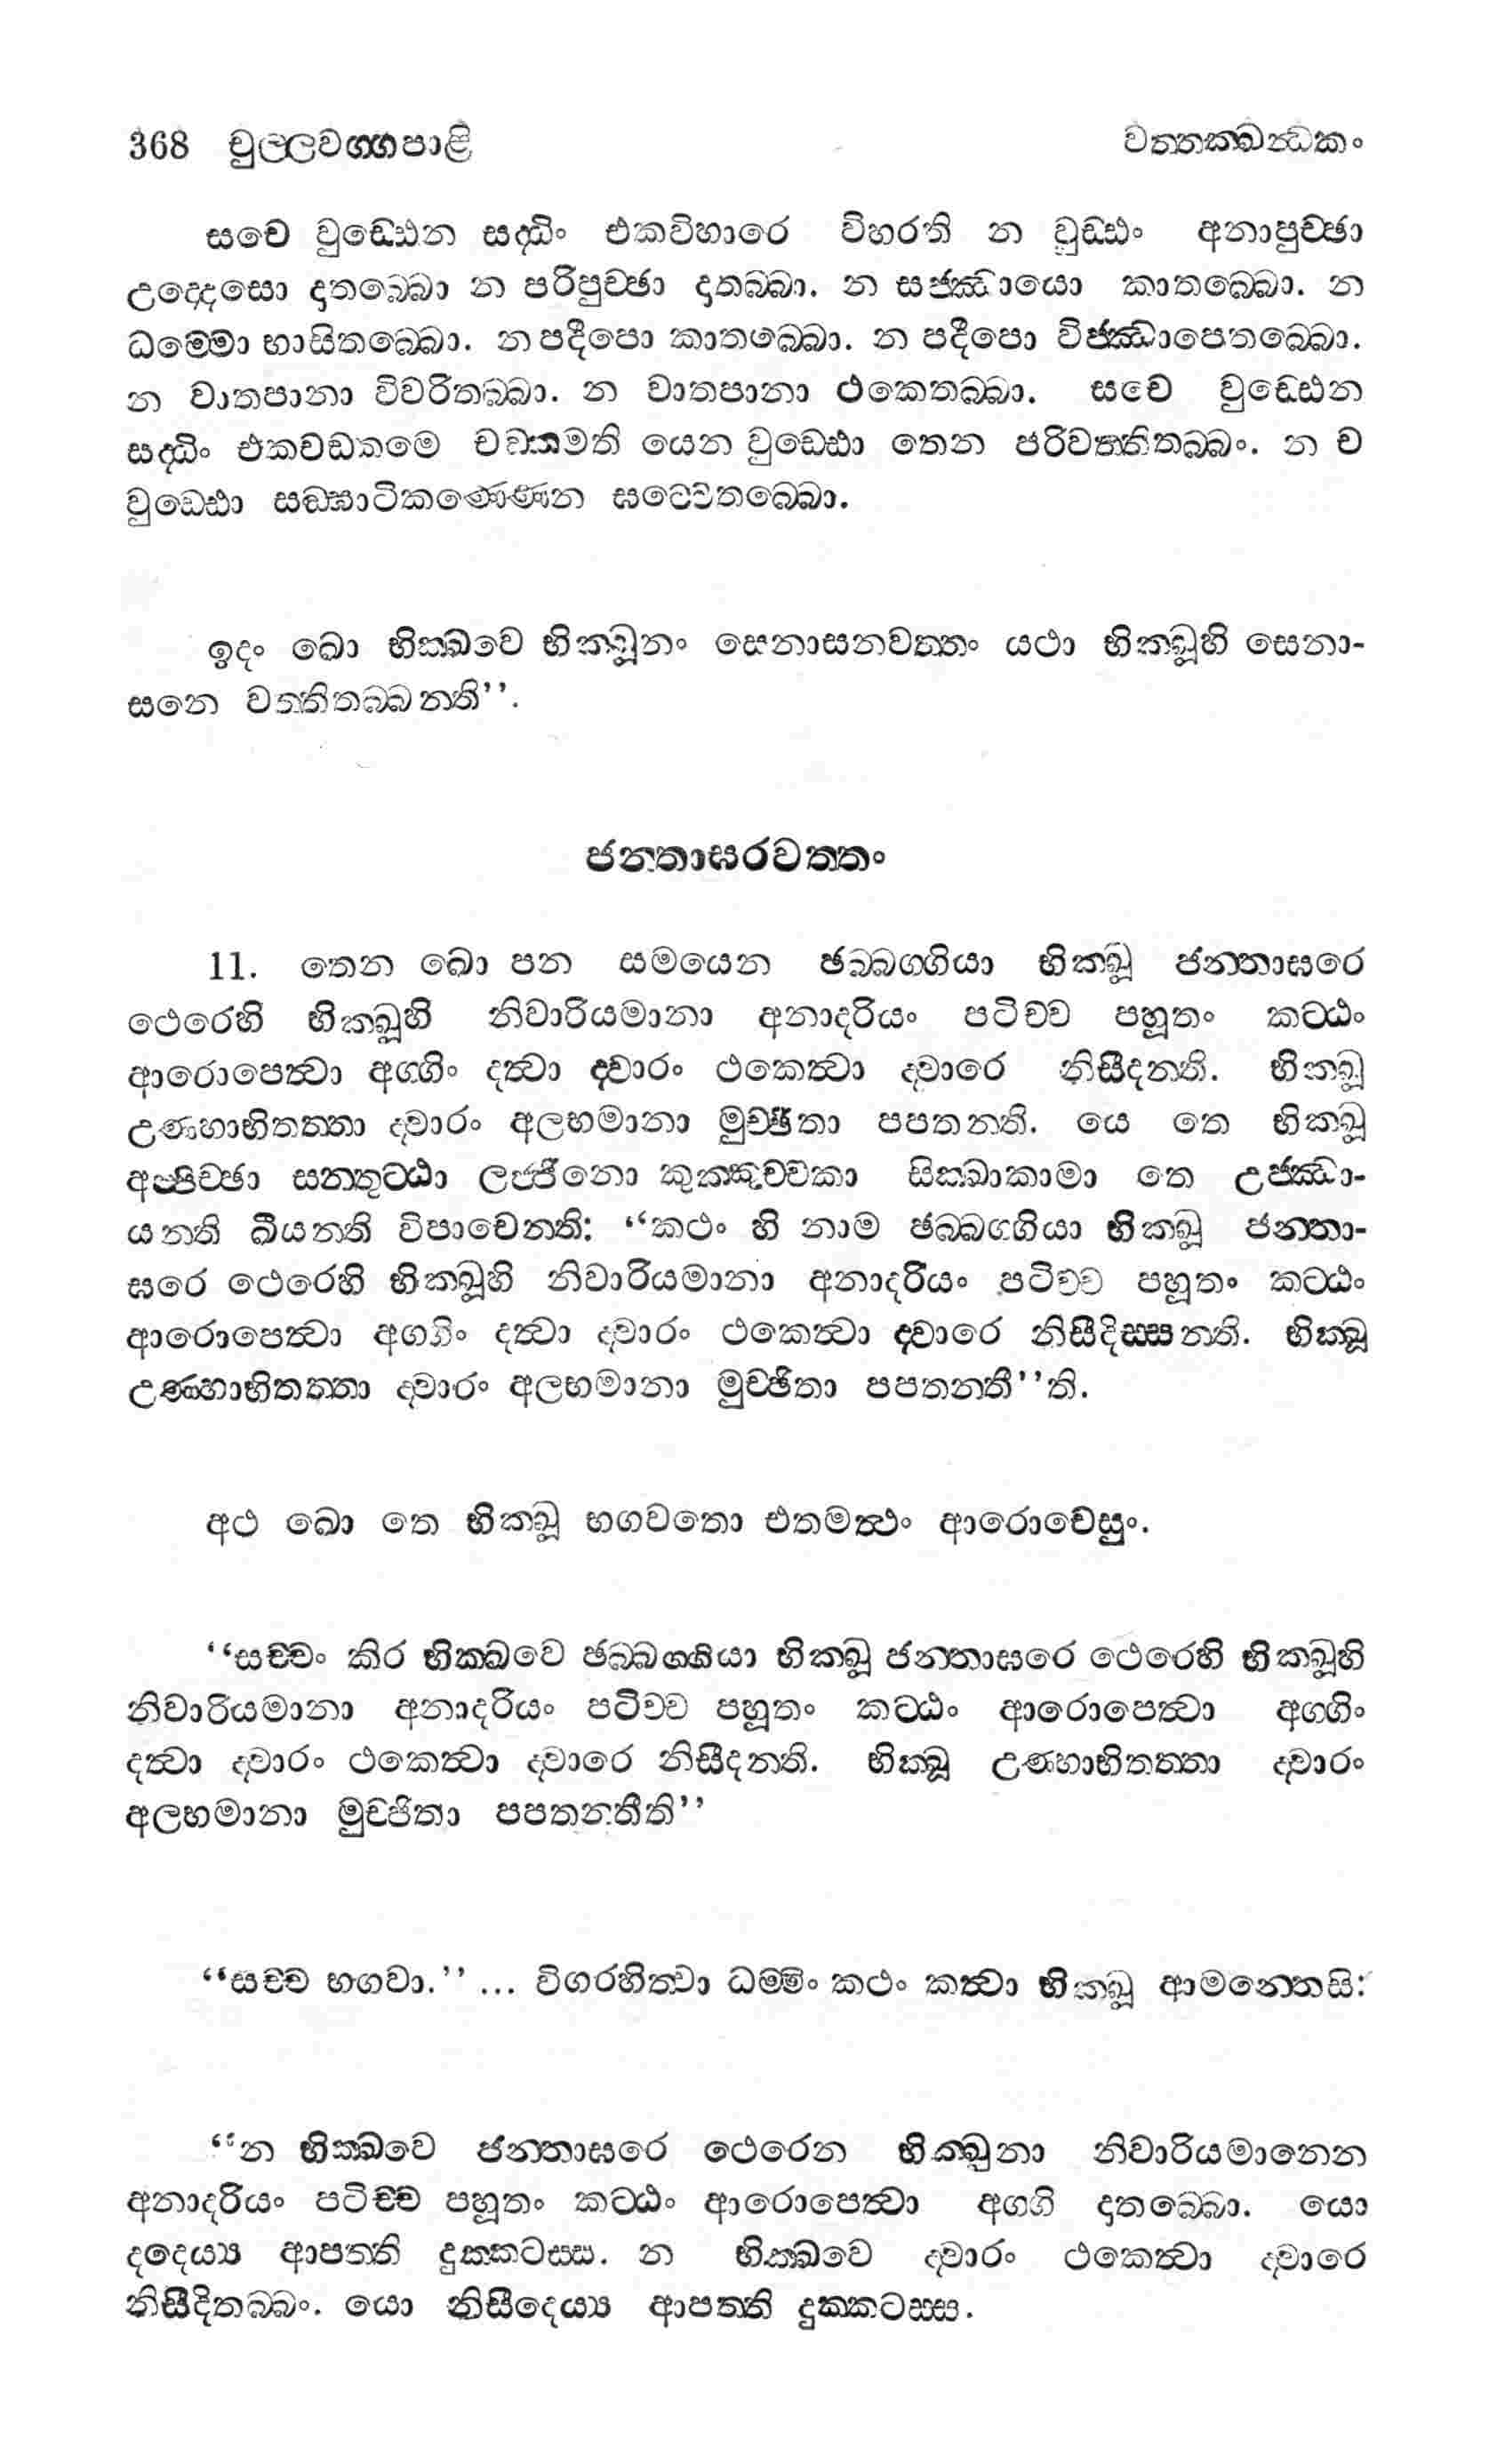 368 චුල්ලවග්ගපාළි වත්තක්ඛන්ධකං
සචෙ වුඩ්ඪෙන සද්ධිං එකවිහාරෙ විහරති න වුඩ්ඪං අනාපුච්ඡා
උද්දෙසො දාතබ්බො න පරිපුච්ඡා දාතබ්බා. න සජ්ඣායො කාතබ්බො. න
ධම්මො භාසිතබ්බො. න පදීපො කාතබ්බො. න පදීපො විජ්ඣාපෙතබ්බො.
න වාතපානා විවරිතබ්බා. න වාතපානා ථකෙතබ්බා. සචෙ වුඩ්ඪෙන
සද්ධිං එකචඞ්කමෙ චඞ්කමති යෙන වුඩ්ඪො තෙන පරිවත්තිතබ්බං. න ච
වුඩ්ඪො සඞ්ඝාටිකණ්ණෙන ඝට්ටෙතබ්බො.
ඉදං ඛො භික්ඛවෙ භික්ඛූනං සෙනාසනවත්තං යථා භික්ඛූහි සෙනා-
සනෙ වත්තිතබ්බන්ති’’.
ජන්තාඝරවත්තං
11. තෙන ඛො පන සමයෙන ඡබ්බග්ගියා භික්ඛූ ජන්තාඝරෙ
ථෙරෙහි භික්ඛූහි නිවාරියමානා අනාදරියං පටිච්ච පහූතං කට්ඨං
ආරොපෙත්වා අග්ගිං දත්වා ද්වාරං ථකෙත්වා ද්වාරෙ නිසීදන්ති. භික්ඛූ
උණ්හාභිතත්තා ද්වාරං අලභමානා මුච්ඡිතා පපතන්ති. යෙ තෙ භික්ඛූ
අප්පිච්ඡා සන්තුට්ඨා ලජ්ජිනො කුක්කුච්චකා සික්ඛාකාමා තෙ උජ්ඣා-
යන්ති ඛීයන්ති විපාචෙන්ති: ‘‘කථං හි නාම ඡබ්බග්ගියා භික්ඛූ ජන්තා-
ඝරෙ ථෙරෙහි භික්ඛූහි නිවාරියමානා අනාදරියං පටිච්ච පහූතං කට්ඨං
ආරොපෙත්වා අග්ගිං දත්වා ද්වාරං ථකෙත්වා ද්වාරෙ නිසීදිස්සන්ති. භික්ඛූ
උණ්හාභිතත්තා ද්වාරං අලභමානා මුච්ඡිතා පපතන්තී’’ති.
අථ ඛො තෙ භික්ඛූ භගවතො එතමත්ථං ආරොචෙසුං.
‘‘සච්චං කිර භික්ඛවෙ ඡබ්බග්ගියා භික්ඛූ ජන්තාඝරෙ ථෙරෙහි භික්ඛූහි
නිවාරියමානා අනාදරියං පටිච්ච පහූතං කට්ඨං ආරොපෙත්වා අග්ගිං
දත්වා ද්වාරං ථකෙත්වා ද්වාරෙ නිසීදන්ති. භික්ඛූ උණ්හාභිතත්තා ද්වාරං
අලභමානා මුච්ජිතා පපතන්තීති’’
‘‘සච්ච භගවා.’’ ... විගරහිත්වා ධම්මිං කථං කත්වා භික්ඛූ ආමන්තෙසි:
‘‘න භික්ඛවෙ ජන්තාඝරෙ ථෙරෙන භික්ඛුනා නිවාරියමානෙන
අනාදරියං පටිච්ච පහූතං කට්ඨං ආරොපෙත්වා අග්ගි දාතබ්බො. යො
දදෙය්‍ය ආපත්ති දුක්කටස්ස. න භික්ඛවෙ ද්වාරං ථකෙත්වා ද්වාරෙ
නිසීදිතබ්බං. යො නිසීදෙය්‍ය ආපත්ති දුක්කටස්ස.